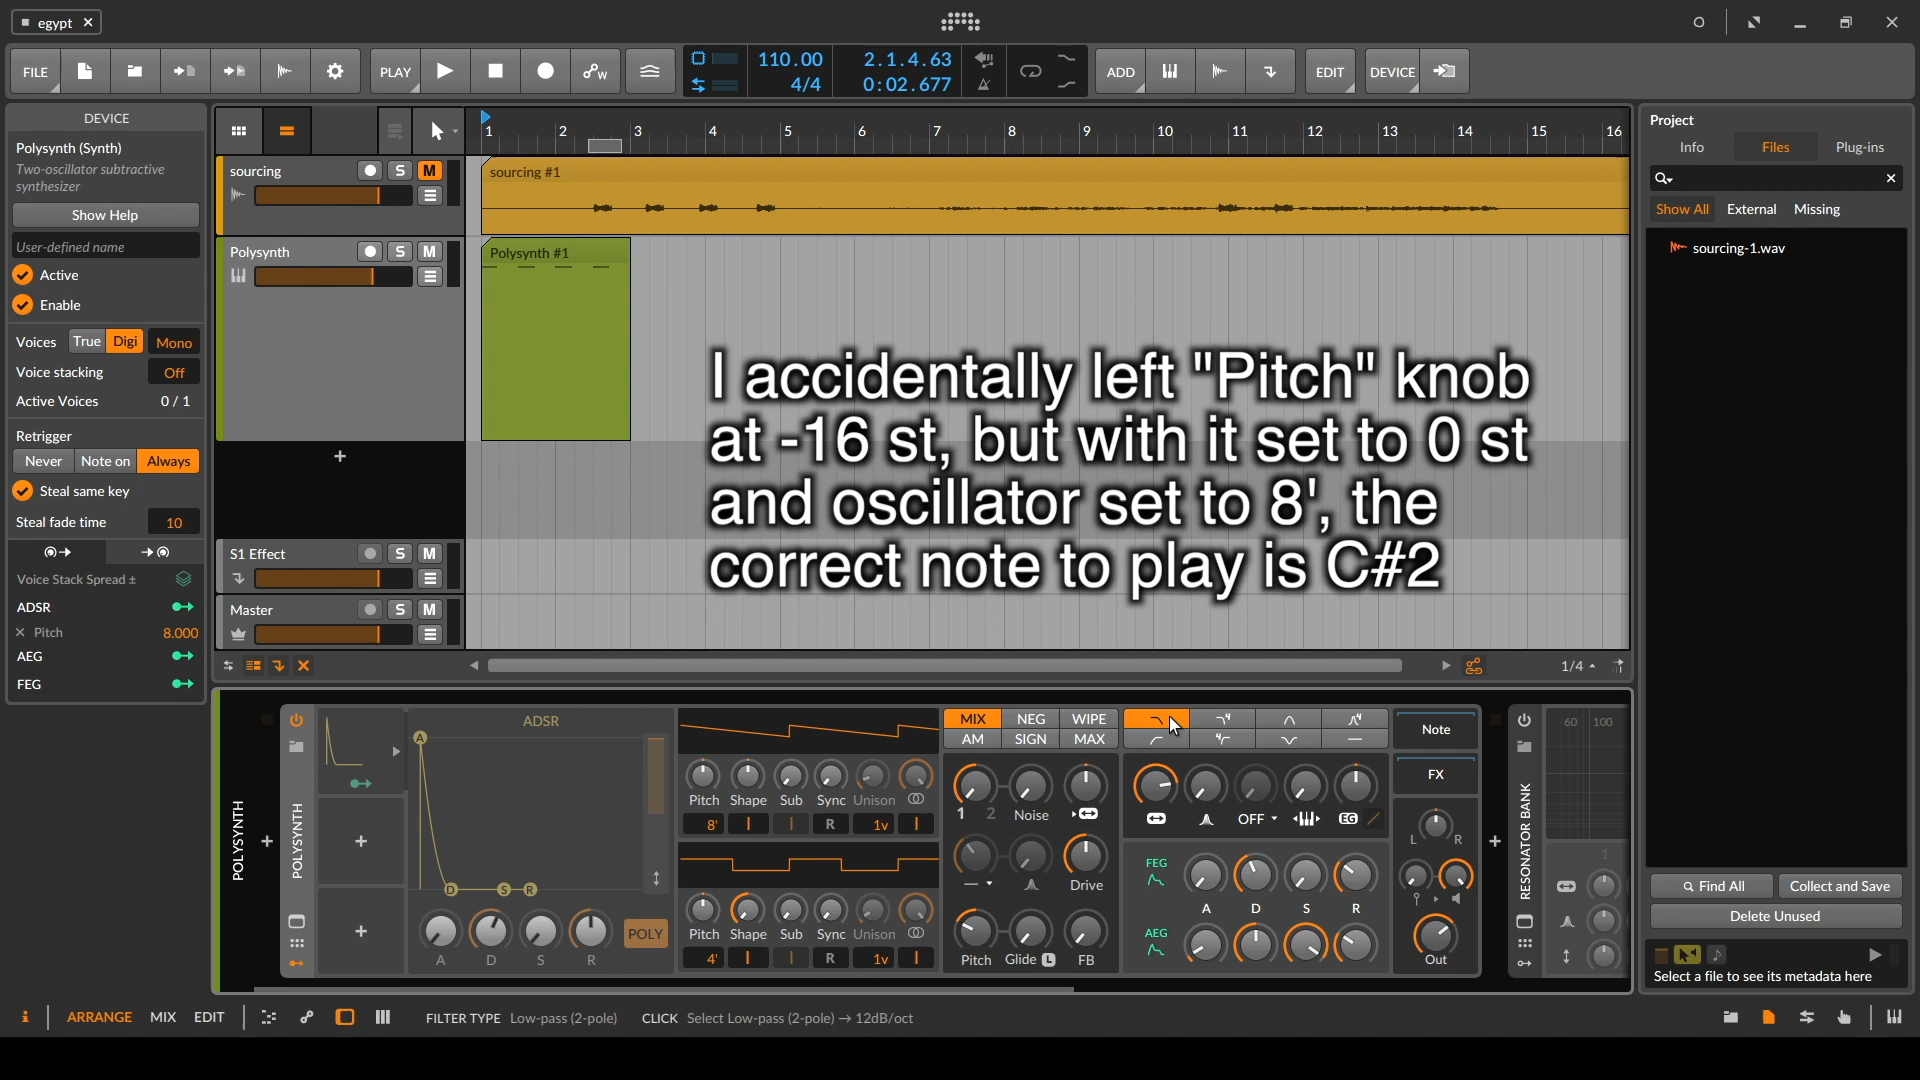 egypt
FILE
PLAY
110.00
4/4
2.1.4.63
0:02.677
ADD
EDIT
DEVICE
DEVICE
Polysynth (Synth)
Two-oscillator subtractive
synthesizer
Show Help
User-defined name
Active
Enable
Voices True Digi Mono
Voice stacking Off
Active Voices 0 / 1
Retrigger
Never Note on Always
Steal same key
Steal fade time 10
Voice Stack Spread ±
ADSR
Pitch 8.000
AEG
FEG
1 2 3 4 5 6 7 8 9 10 11 12 13 14 15 16
sourcing S M
sourcing #1
Polysynth S M
Polysynth #1
+
S1 Effect S M
Master S M
I accidentally left "Pitch" knob
at -16 st, but with it set to 0 st
and oscillator set to 8', the
correct note to play is C#2
1/4
Project
Info Files Plug-ins
Show All External Missing
sourcing-1.wav
Find All Collect and Save
Delete Unused
Select a file to see its metadata here
POLYSYNTH
POLYSYNTH
ADSR
A
D S R
A D S R
POLY
Pitch Shape Sub Sync Unison
8' R 1v
Pitch Shape Sub Sync Unison
4' R 1v
MIX NEG WIPE
AM SIGN MAX
1 2 Noise
Drive
Pitch Glide L FB
4 4
4
OFF EG
FEG
A D S R
AEG
Note
FX
L R
Out
RESONATOR BANK
60 100
1
i ARRANGE MIX EDIT
FILTER TYPE Low-pass (2-pole) CLICK Select Low-pass (2-pole) → 12dB/oct